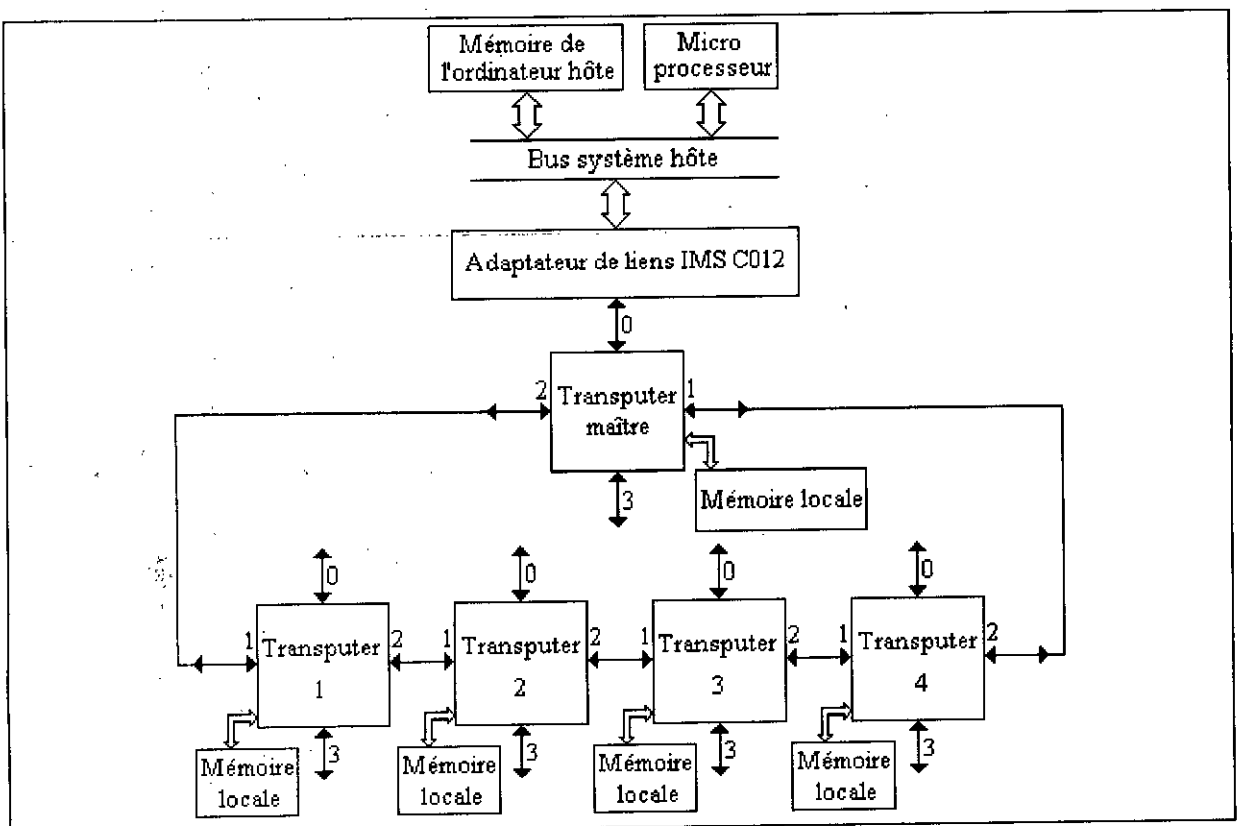 Mémoire de
l'ordinateur hôte
Micro
processeur
Bus système hôte
Adaptateur de liens IMS C012
0
2
Transputer
maître
1
3
Mémoire locale
0
0
0
0
1
Transputer
1
2
1
Transputer
2
2
1
Transputer
3
2
1
Transputer
4
2
3
3
3
3
Mémoire
locale
Mémoire
locale
Mémoire
locale
Mémoire
locale